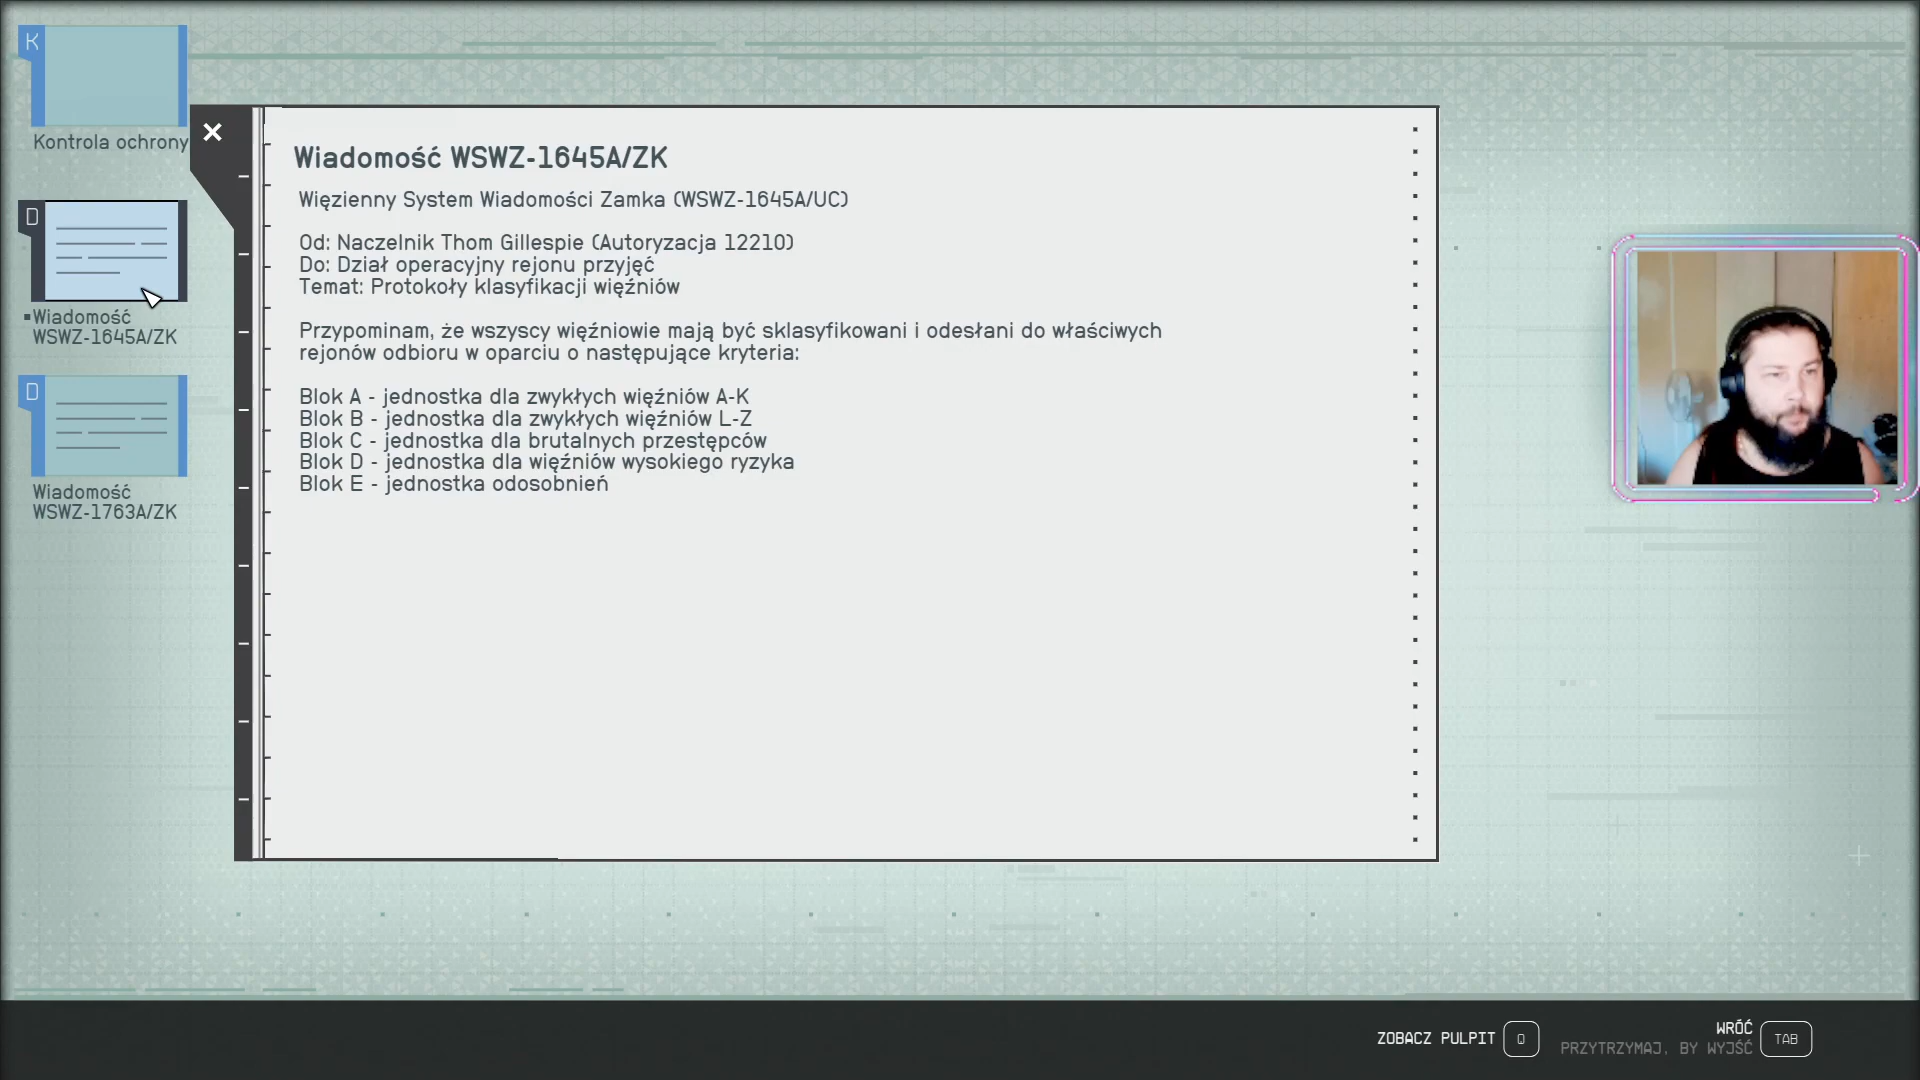 K
Kontrola ochrony
D
Wiadomość
WSWZ-1645A/ZK
D
Wiadomość
WSWZ-1763A/ZK
Wiadomość WSWZ-1645A/ZK
Więzienny System Wiadomości Zamka (WSWZ-1645A/UC)
Od: Naczelnik Thom Gillespie (Autoryzacja 12210)
Do: Dział operacyjny rejonu przyjęć
Temat: Protokoły klasyfikacji więźniów
Przypominam, że wszyscy więźniowie mają być sklasyfikowani i odesłani do właściwych
rejonów odbioru w oparciu o następujące kryteria:
Blok A - jednostka dla zwykłych więźniów A-K
Blok B - jednostka dla zwykłych więźniów L-Z
Blok C - jednostka dla brutalnych przestępców
Blok D - jednostka dla więźniów wysokiego ryzyka
Blok E - jednostka odosobnień
ZOBACZ PULPIT Q
WRÓĆ
PRZYTRZYMAJ, BY WYJŚĆ TAB